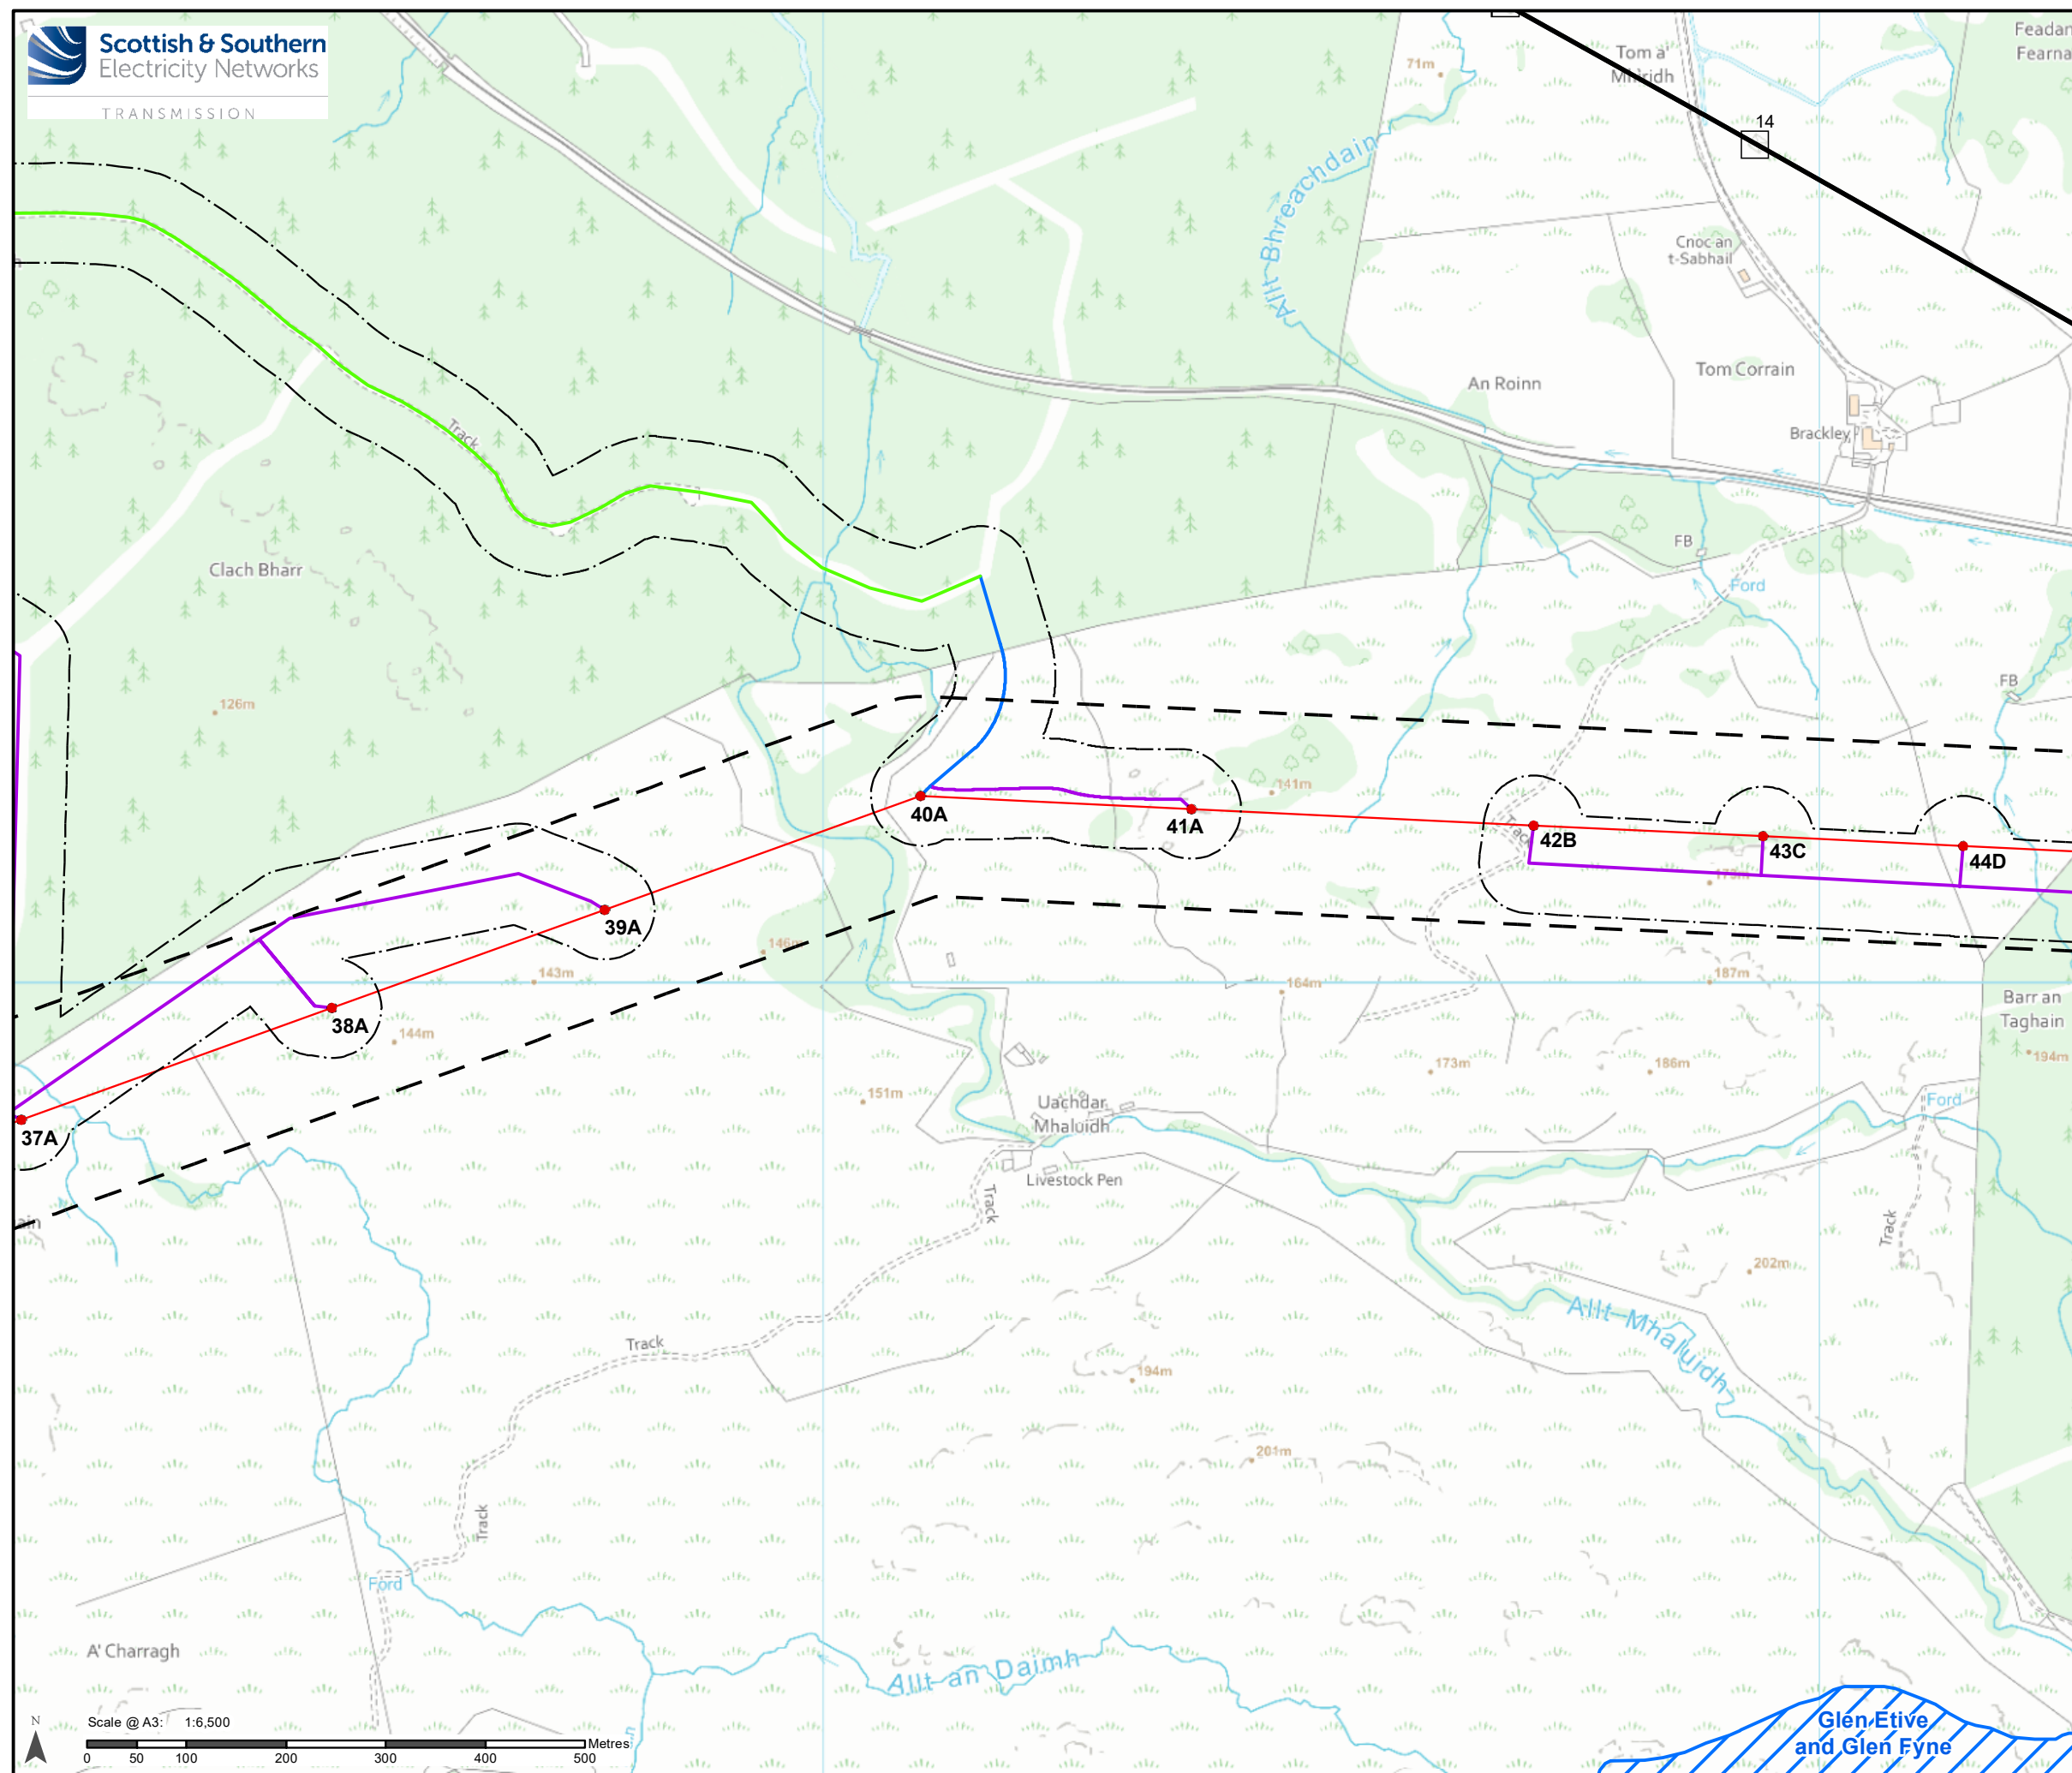 Scottish & Southern
Electricity Networks
TRANSMISSION
71m
Tom a'
Mhiridh
Feadan
Fearna
14
Allt Bhreachdain
Cnoc an
t-Sabhail
Tom Corrain
An Roinn
Brackley
Track
Clach Bharr
FB
Ford
126m
FB
141m
40A
41A
Track
42B
43C
44D
173m
39A
146m
143m
187m
164m
38A
144m
Barr an
Taghain
194m
173m
186m
151m
Uachdar
Mhaluidh
Ford
37A
Livestock Pen
Track
Track
ain
202m
Allt Mhaluidh
Track
194m
201m
Track
Ford
A' Charragh
Allt an Daimh
Glen Etive
and Glen Fyne
N
Scale @ A3: 1:6,500
Metres
0 50 100 200 300 400 500